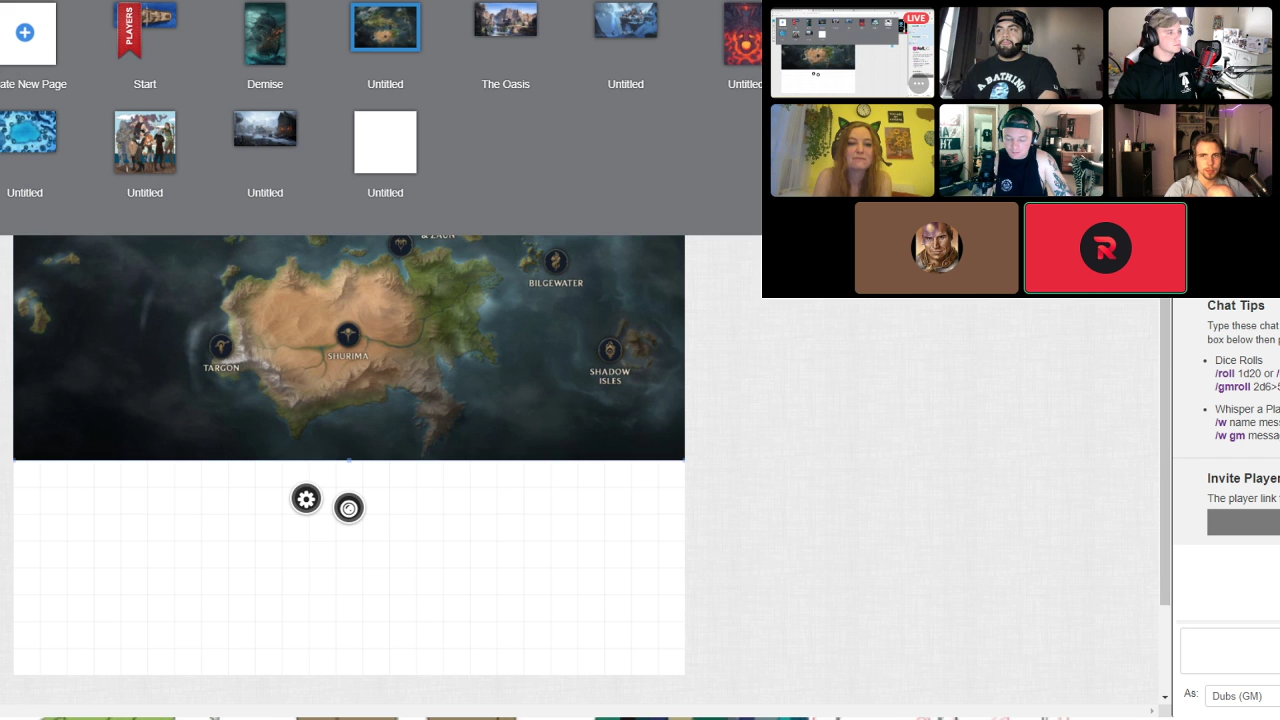 ate New Page
PLAYERS
Start
Demise
Untitled
The Oasis
Untitled
Untitled
Untitled
Untitled
Untitled
Untitled
LIVE
A BATHING
R
& ZAUN
BILGEWATER
TARGON
SHURIMA
SHADOW
ISLES
Chat Tips
Type these chat
box below then p
Dice Rolls
/roll 1d20 or /
/gmroll 2d6>5
Whisper a Pla
/w name mess
/w gm messa
Invite Player
The player link
As:
Dubs (GM)